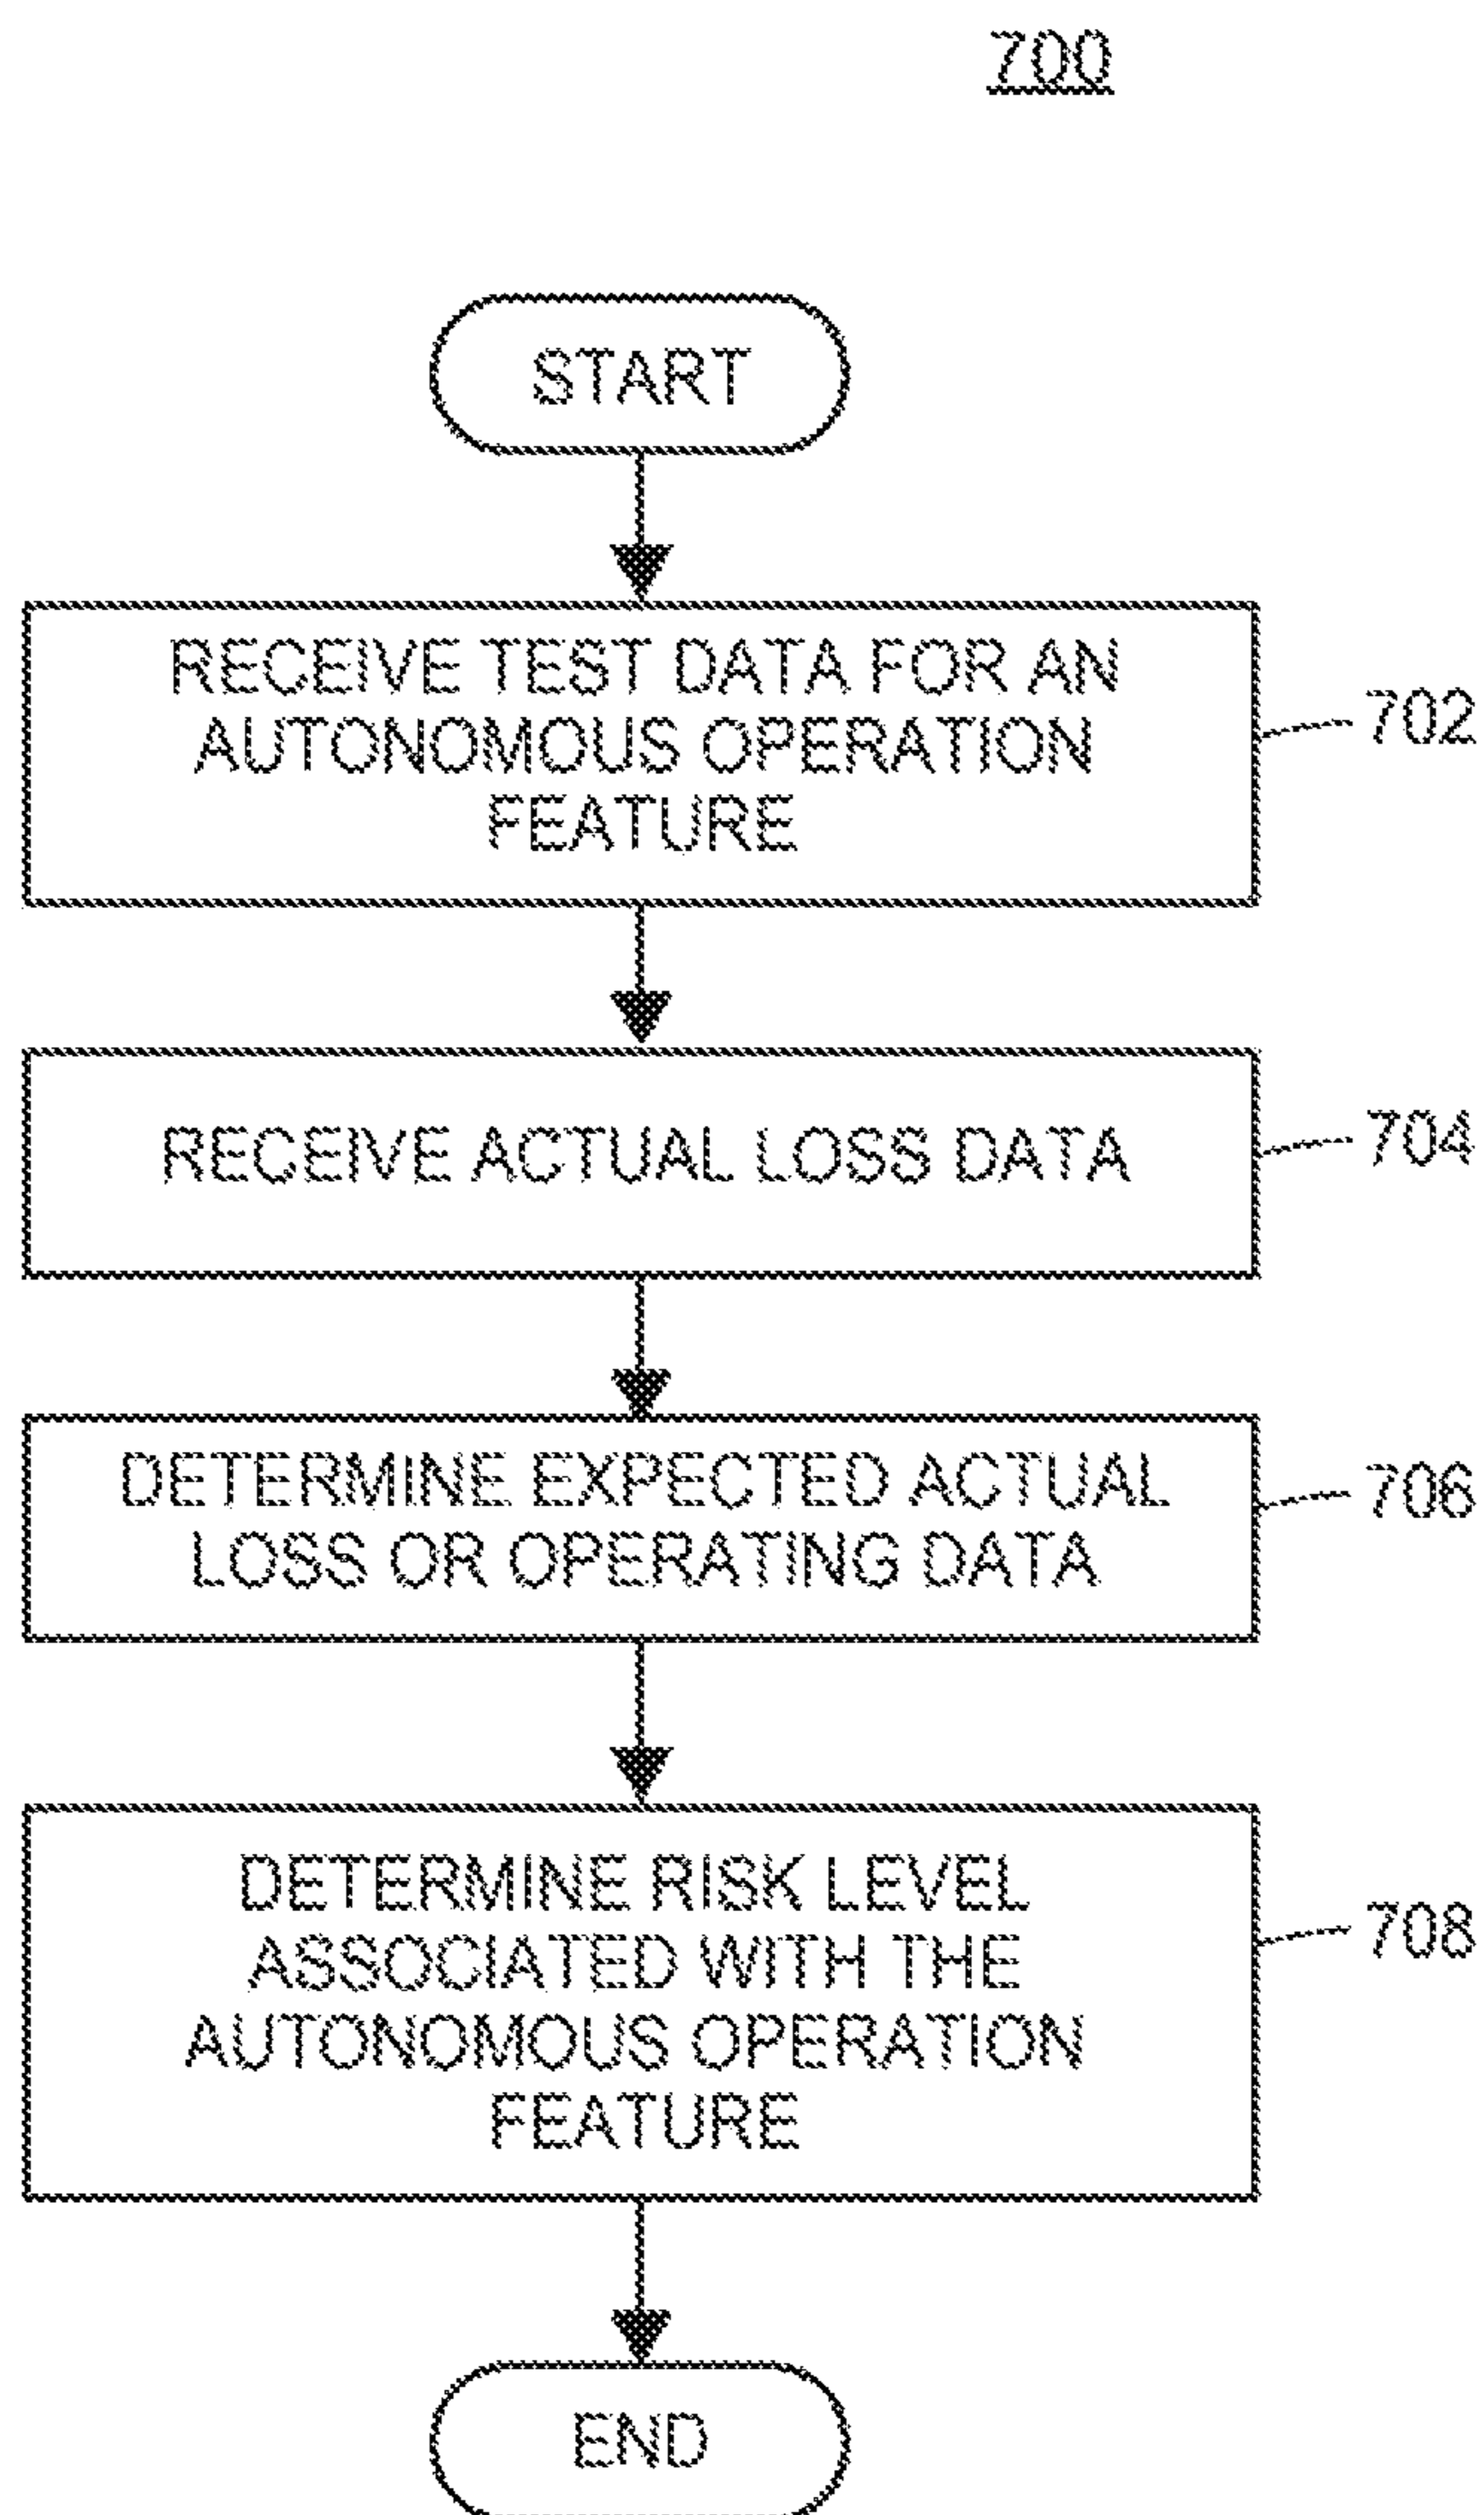 700
START
RECEIVE TEST DATA FOR AN
AUTONOMOUS OPERATION
FEATURE
702
RECEIVE ACTUAL LOSS DATA
704
DETERMINE EXPECTED ACTUAL
LOSS OR OPERATING DATA
706
DETERMINE RISK LEVEL
ASSOCIATED WITH THE
AUTONOMOUS OPERATION
FEATURE
708
END